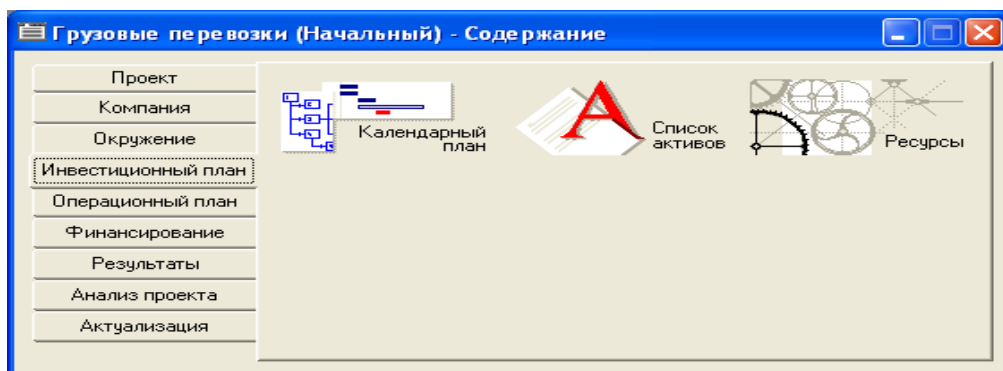 Грузовые перевозки (Начальный) - Содержание
Проект
Компания
Окружение
Инвестиционный план
Операционный план
Финансирование
Результаты
Анализ проекта
Актуализация
Календарный
план
Список
активов
Ресурсы